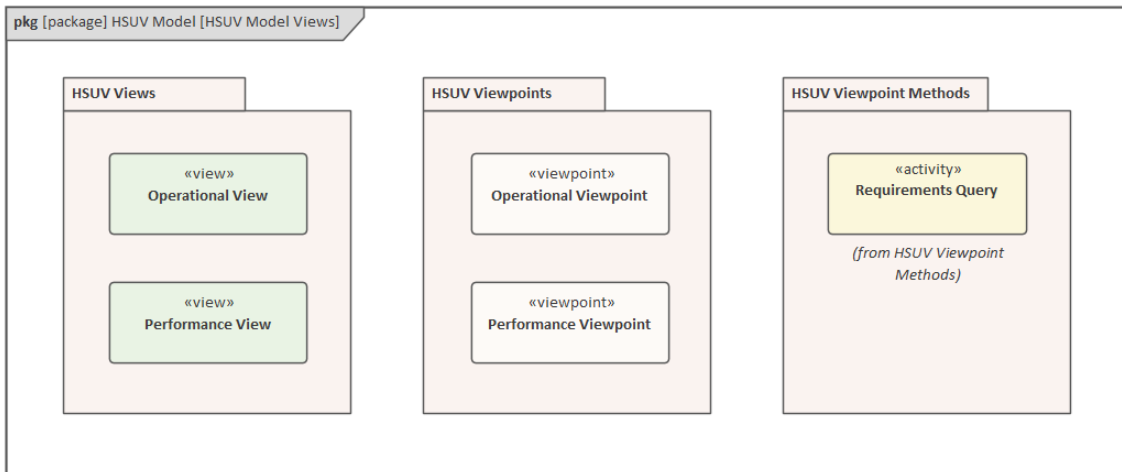 pkg [package] HSUV Model [HSUV Model Views]
HSUV Views
«view»
Operational View
«view»
Performance View
HSUV Viewpoints
«viewpoint»
Operational Viewpoint
«viewpoint»
Performance Viewpoint
HSUV Viewpoint Methods
«activity»
Requirements Query
(from HSUV Viewpoint
Methods)